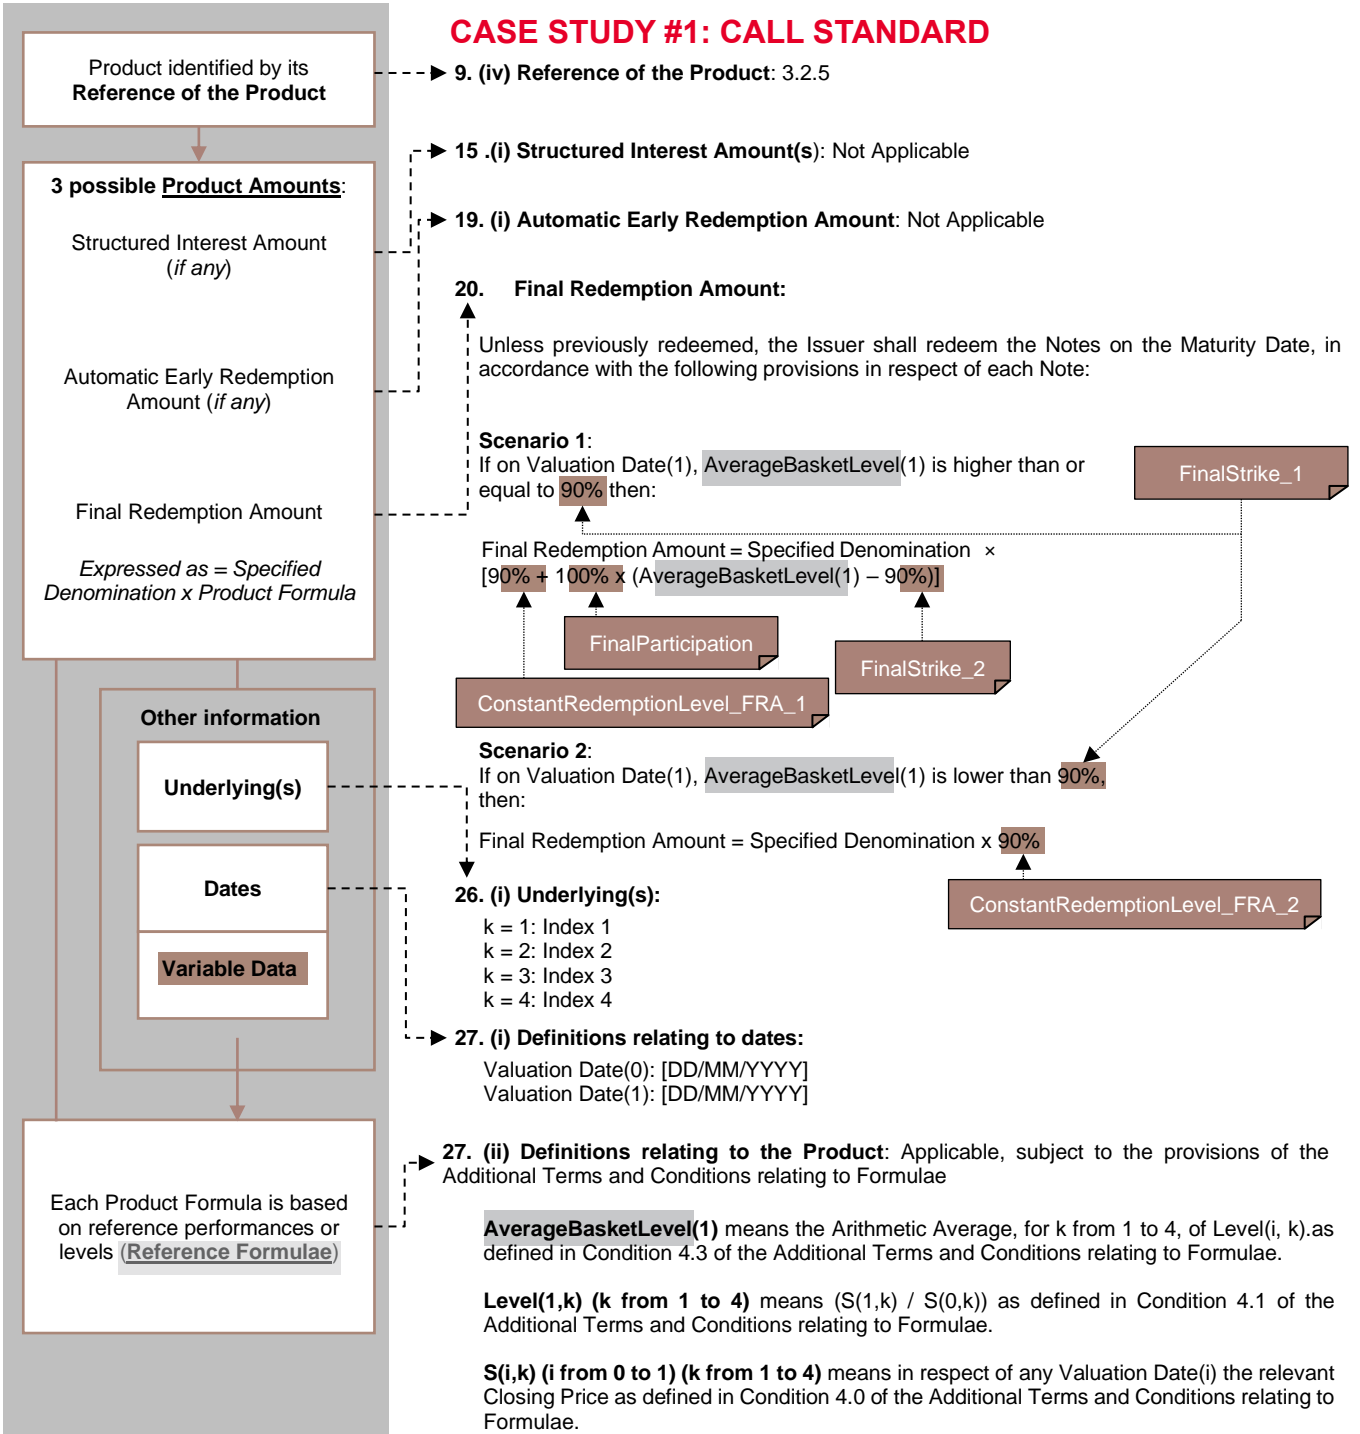 CASE STUDY #1: CALL STANDARD
Product identified by its
Reference of the Product
9. (iv) Reference of the Product: 3.2.5
15 .(i) Structured Interest Amount(s): Not Applicable
3 possible Product Amounts:
19. (i) Automatic Early Redemption Amount: Not Applicable
Structured Interest Amount
(if any)
20. Final Redemption Amount:
Unless previously redeemed, the Issuer shall redeem the Notes on the Maturity Date, in
accordance with the following provisions in respect of each Note:
Automatic Early Redemption
Amount (if any)
Scenario 1:
If on Valuation Date(1), AverageBasketLevel(1) is higher than or
equal to 90% then:
FinalStrike_1
Final Redemption Amount
Expressed as = Specified
Denomination x Product Formula
Final Redemption Amount = Specified Denomination ×
[90% + 100% x (AverageBasketLevel(1) – 90%)]
FinalParticipation
FinalStrike_2
ConstantRedemptionLevel_FRA_1
Other information
Scenario 2:
If on Valuation Date(1), AverageBasketLevel(1) is lower than 90%,
then:
Underlying(s)
Final Redemption Amount = Specified Denomination x 90%
ConstantRedemptionLevel_FRA_2
Dates
26. (i) Underlying(s):
k = 1: Index 1
k = 2: Index 2
k = 3: Index 3
k = 4: Index 4
Variable Data
27. (i) Definitions relating to dates:
Valuation Date(0): [DD/MM/YYYY]
Valuation Date(1): [DD/MM/YYYY]
27. (ii) Definitions relating to the Product: Applicable, subject to the provisions of the
Additional Terms and Conditions relating to Formulae
Each Product Formula is based
on reference performances or
levels (Reference Formulae)
AverageBasketLevel(1) means the Arithmetic Average, for k from 1 to 4, of Level(i, k).as
defined in Condition 4.3 of the Additional Terms and Conditions relating to Formulae.
Level(1,k) (k from 1 to 4) means (S(1,k) / S(0,k)) as defined in Condition 4.1 of the
Additional Terms and Conditions relating to Formulae.
S(i,k) (i from 0 to 1) (k from 1 to 4) means in respect of any Valuation Date(i) the relevant
Closing Price as defined in Condition 4.0 of the Additional Terms and Conditions relating to
Formulae.